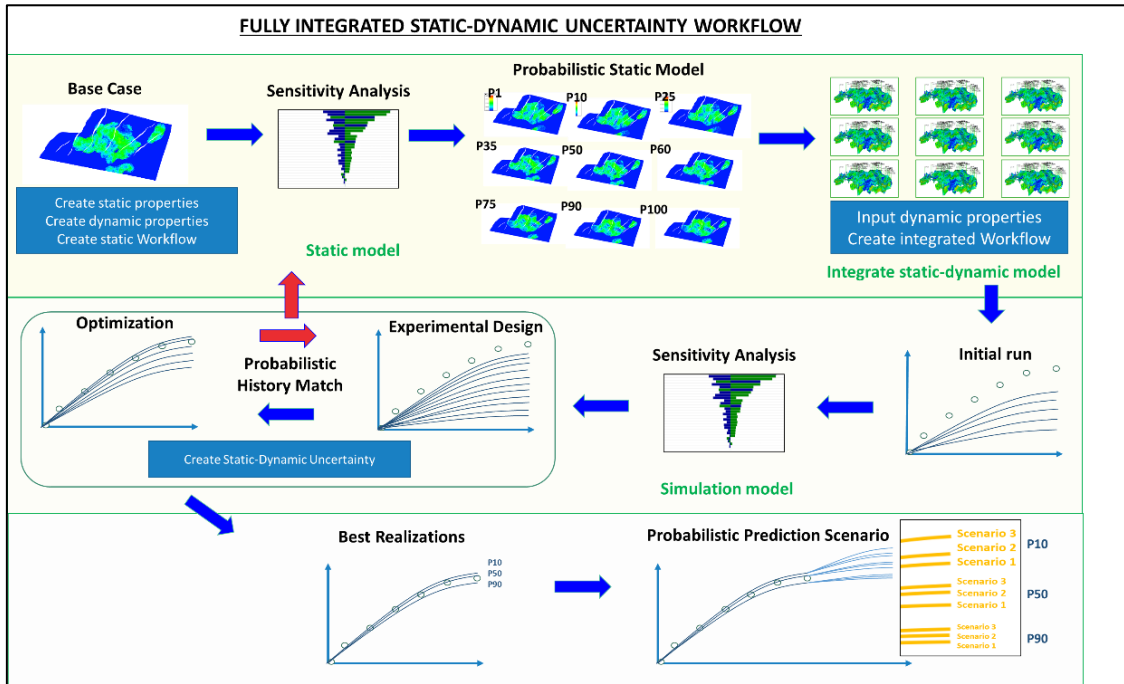 FULLY INTEGRATED STATIC-DYNAMIC UNCERTAINTY WORKFLOW
Base Case
Create static properties
Create dynamic properties
Create static Workflow
Sensitivity Analysis
Static model
Probabilistic Static Model
P1
P10
P25
P35
P50
P60
P75
P90
P100
Input dynamic properties
Create integrated Workflow
Integrate static-dynamic model
Optimization
Probabilistic
History Match
Experimental Design
Create Static-Dynamic Uncertainty
Sensitivity Analysis
Simulation model
Initial run
Best Realizations
P10
P50
P90
Probabilistic Prediction Scenario
Scenario 3
Scenario 2
Scenario 1
P10
Scenario 3
Scenario 2
Scenario 1
P50
Scenario 3
Scenario 2
Scenario 1
P90